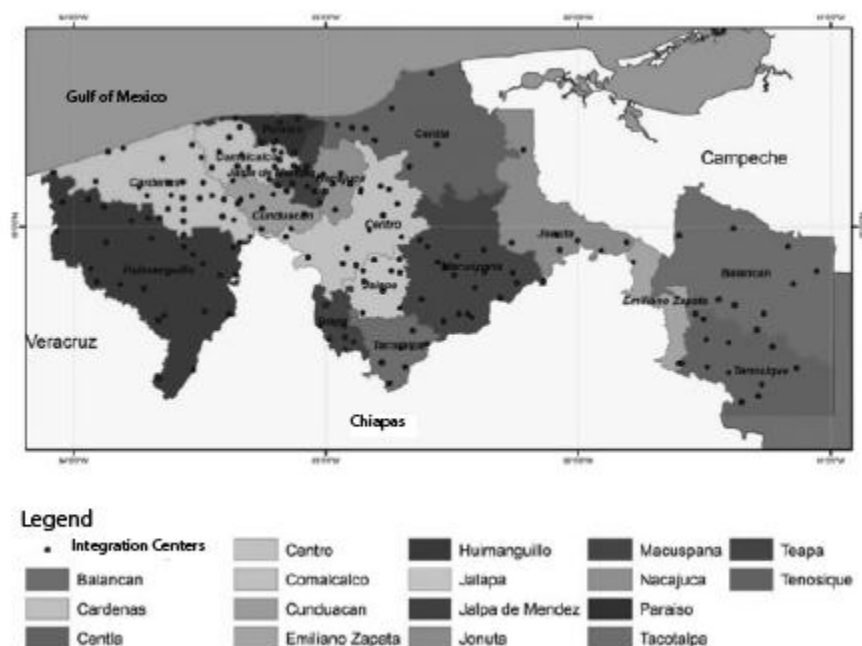 Gulf of Mexico
Centla
Campeche
Cardenas
Cunduacan
Centro
Jonuta
Macuspana
Huimanguillo
Jalapa
Balancan
Emiliano Zapata
Veracruz
Teapa
Tacotalpa
Tenosique
Chiapas
Legend
Integration Centers
Balancan
Cardenas
Centla
Centro
Comalcalco
Cunduacan
Emiliano Zapata
Huimanguillo
Jalapa
Jalpa de Mendez
Jonuta
Macuspana
Nacajuca
Paraiso
Tacotalpa
Teapa
Tenosique